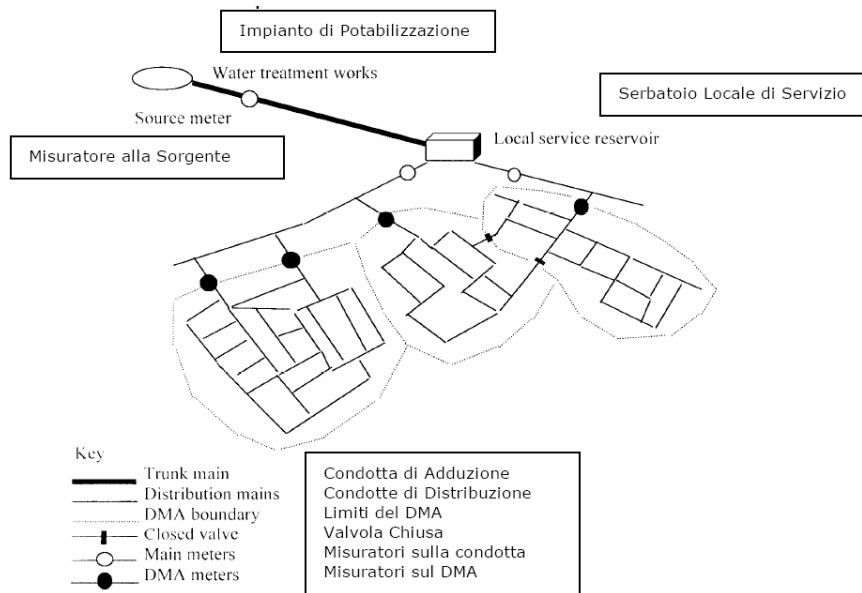 Impianto di Potabilizzazione
Water treatment works
Serbatoio Locale di Servizio
Source meter
Local service reservoir
Misuratore alla Sorgente
Key
Trunk main
Distribution mains
DMA boundary
Closed valve
Main meters
DMA meters
Condotta di Adduzione
Condotte di Distribuzione
Limiti del DMA
Valvola Chiusa
Misuratori sulla condotta
Misuratori sul DMA